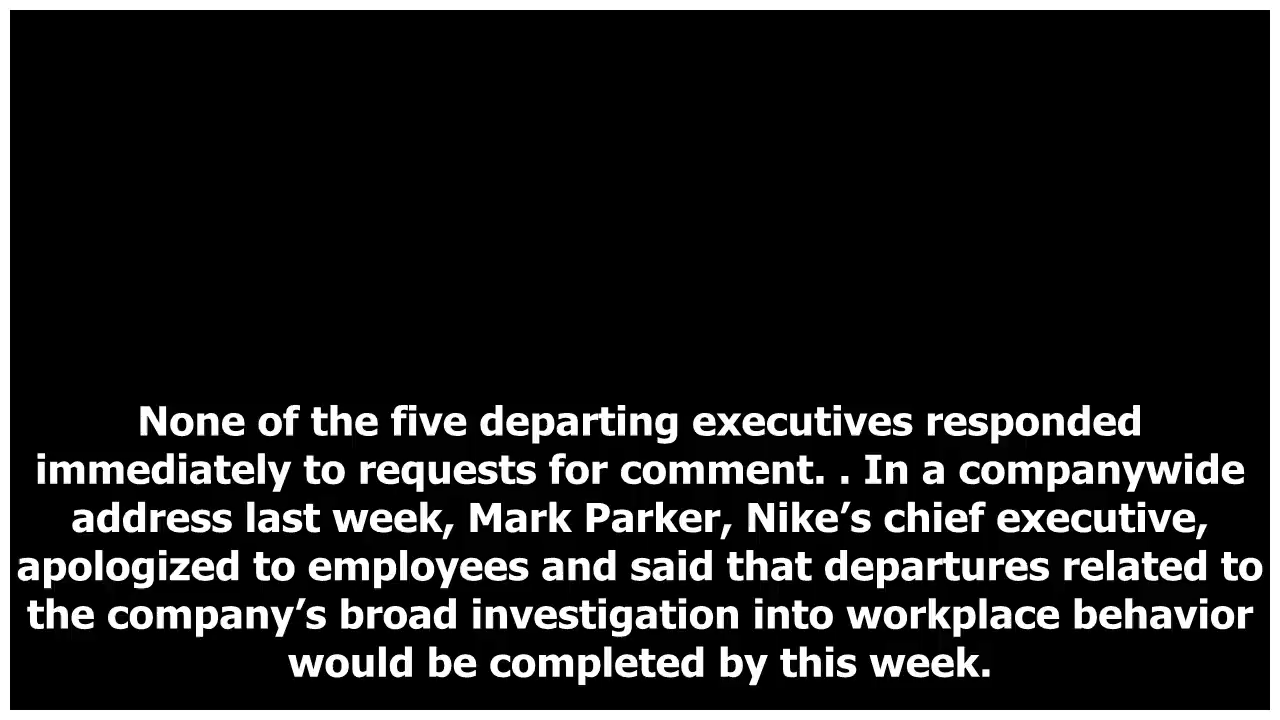 None of the five departing executives responded
immediately to requests for comment. . In a companywide
address last week, Mark Parker, Nike’s chief executive,
apologized to employees and said that departures related to
the company’s broad investigation into workplace behavior
would be completed by this week.